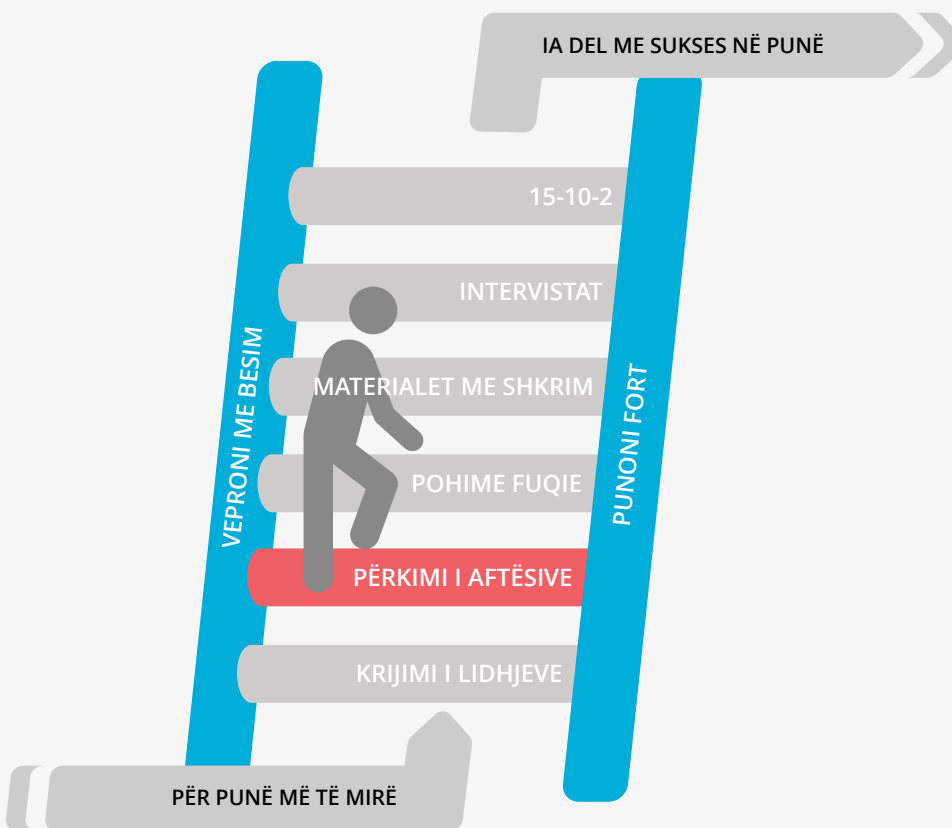 IA DEL ME SUKSES NË PUNË
15-10-2
INTERVISTAT
MATERIALET ME SHKRIM
POHIME FUQIE
PËRKIMI I AFTËSIVE
KRIJIMI I LIDHJEVE
VEPRONI ME BESIM
PUNONI FORT
PËR PUNË MË TË MIRË